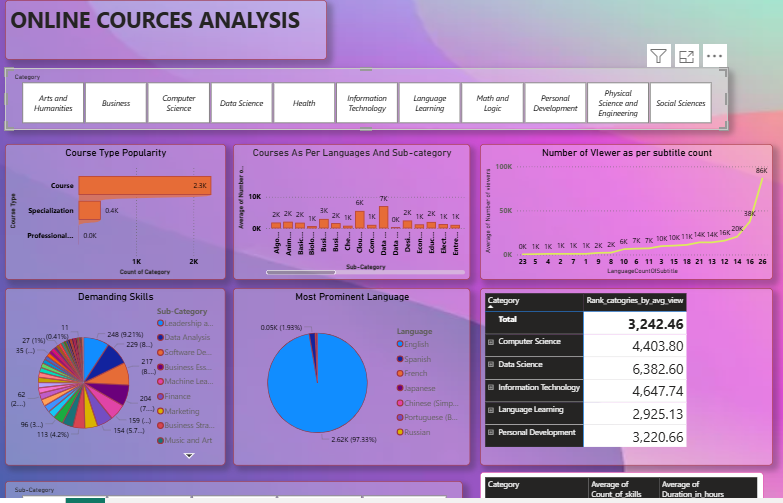 ONLINE COURCES ANALYSIS
Category
Arts and
Humanities
Business
Computer
Science
Data Science
Health
Information
Technology
Language
Learning
Math and
Logic
Personal
Development
Physical
Science and
Engineering
Social Sciences
Course Type Popularity
Course Type
Course
2.3K
Specialization
0.4K
Professional...
0.0K
1K 2K
Count of Category
Courses As Per Languages And Sub-category
Average of Number o...
10K
0K
2K 2K 2K 1K 3K 2K 1K 6K 1K 7K 0K 2K 1K 2K 1K 1K
Algo...
Anim...
Basic...
Biolo...
Busi...
Busi...
Che...
Clou...
Com...
Data ...
Data ...
Desi...
Econ...
Educ...
Elect...
Entre...
Sub-Category
Number of VIewer as per subtitle count
Average of Number of viewers
100K
50K
0K
0K 1K 1K 1K 1K 1K 2K 2K 6K 7K 7K 10K 10K 11K 14K 14K 16K 20K 38K 86K
23 5 4 2 7 1 9 8 6 10 11 3 15 18 21 13 12 14 16 26
LanguageCountOfSubtitle
Demanding Skills
248 (9.21%)
229 (8...)
217
(8...)
204
(7...)
159 (...)
154 (5.7...)
113 (4.2%)
96 (3...)
62
(2....)
35 (...)
27 (1%)
11
(0.41%)
Sub-Category
Leadership a...
Data Analysis
Software De...
Business Ess...
Machine Lea...
Finance
Marketing
Business Stra...
Music and Art
Most Prominent Language
0.05K (1.93%)
2.62K (97.33%)
Language
English
Spanish
French
Japanese
Chinese (Simp...
Portuguese (B...
Russian
Category Rank_catogries_by_avg_view
Total 3,242.46
Computer Science 4,403.80
Data Science 6,382.60
Information Technology 4,647.74
Language Learning 2,925.13
Personal Development 3,220.66
Sub-Category
Category Average of Average of
Count_of_skills Duration_in_hours